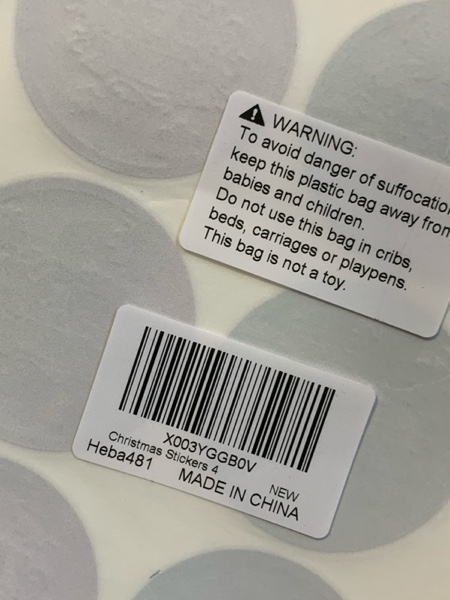 WARNING:
To avoid danger of suffocatio
keep this plastic bag away from
babies and children.
Do not use this bag in cribs,
beds, carriages or playpens.
This bag is not a toy.
X003YGGB0V
Christmas Stickers 4
NEW
Heba481
MADE IN CHINA